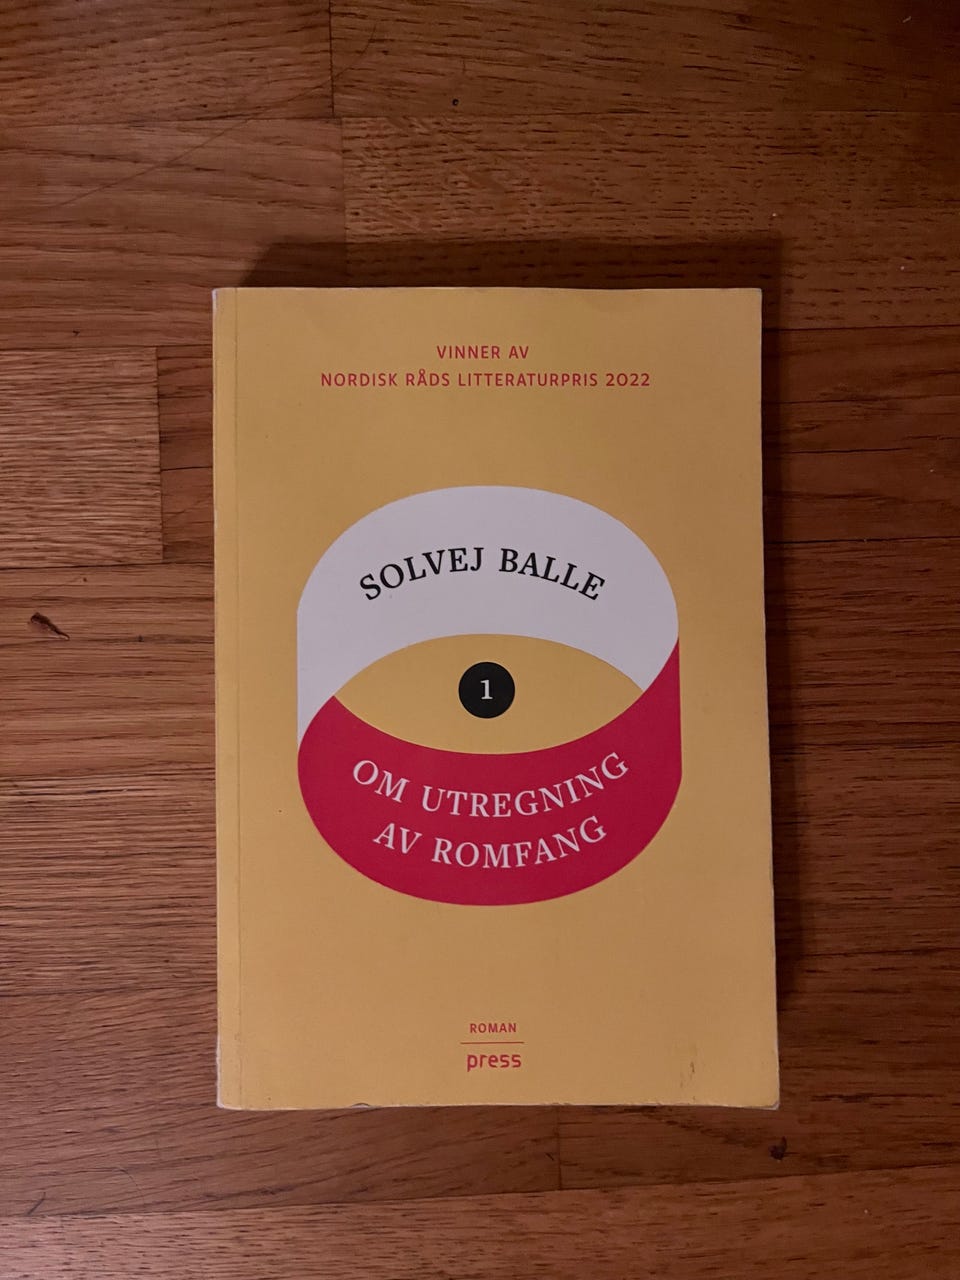 VINNER AV
NORDISK RÅDS LITTERATURPRIS 2022
SOLVEJ BALLE
1
OM UTREGNING
AV ROMFANG
ROMAN
press